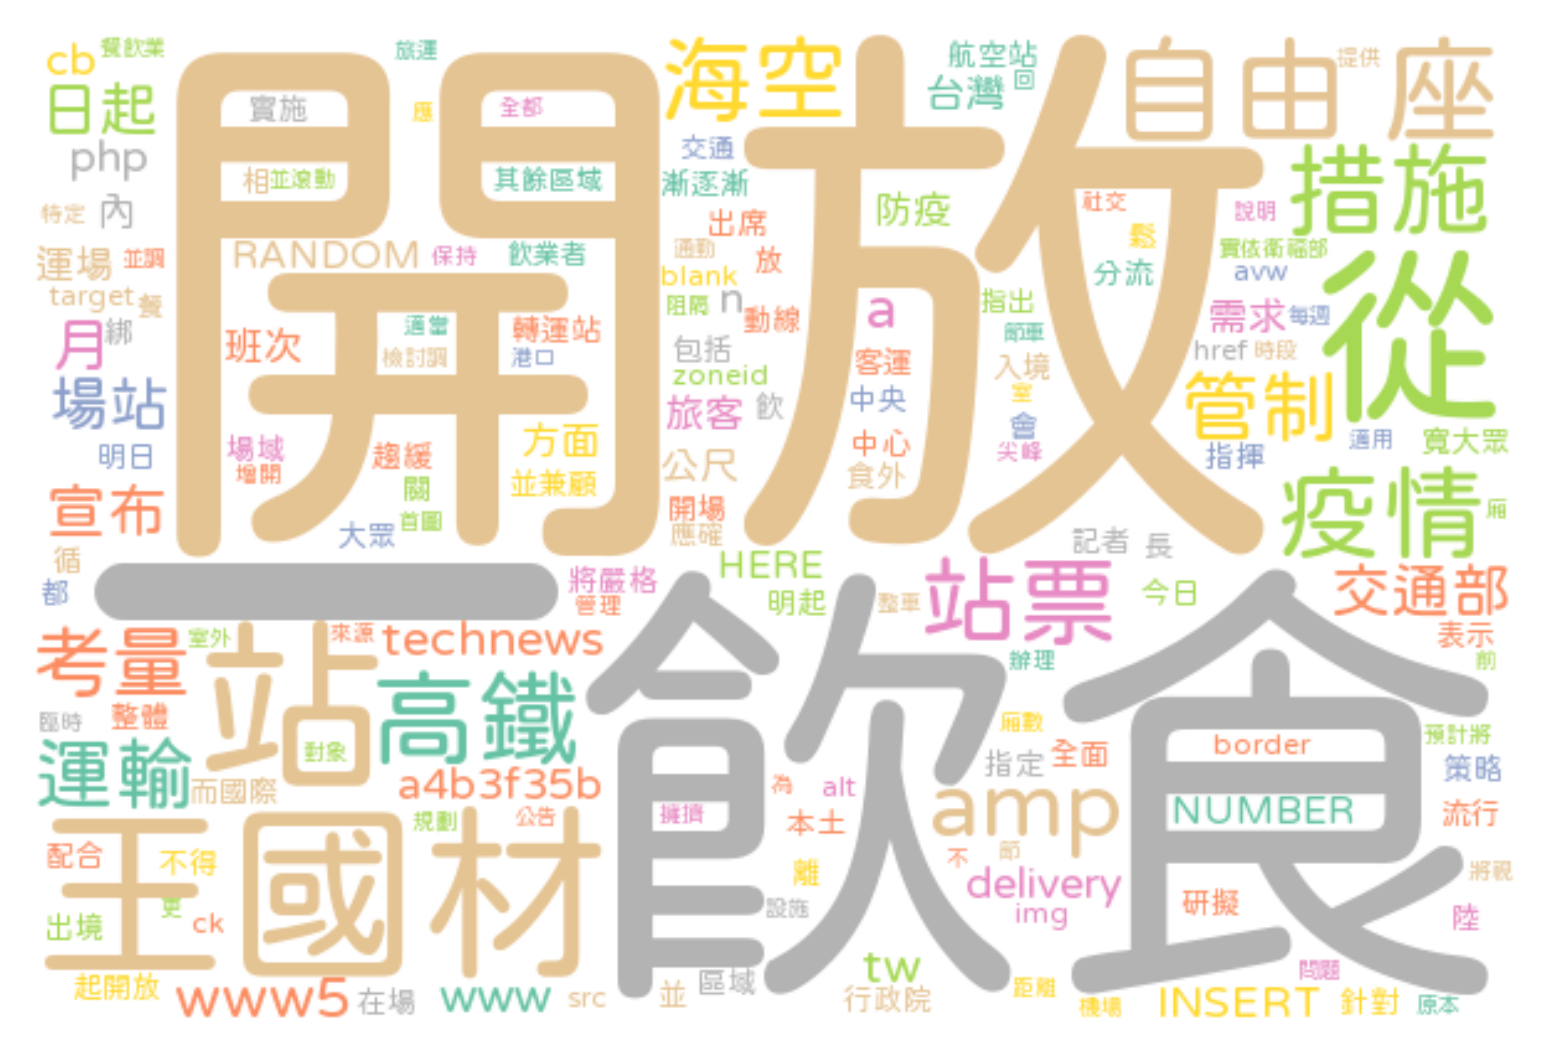 cb
餐飲業
旅運
海空
航空站
台灣
回
自由座
提供
日起
實施
應
全都
php
交通
開放
措施
相
並滾動
其餘區域
漸逐漸
防疫
社交
說明
特定
內
出席
鬆
實依衛福部
運場
並調
RANDOM
保持
飲業者
通勤
放
blank
分流
avw
從
target
餐
阻隔
n
動線
a
指出
需求
每週
月
綁
班次
適當
轉運站
節車
href
時段
檢討調
港口
包括
客運
入境
zoneid
場站
旅客
飲
中央
室
管制
會
明日
場域
趨緩
方面
中心
尖峰
指揮
適用
寬大眾
增開
並兼顧
公尺
食外
宣布
關
首圖
開場
疫情
廂
大眾
應確
記者
長
循
HERE
站票
都
一
將嚴格
管理
明起
整車
今日
交通部
考量
室外
來源
technews
飲食
表示
辦理
前
站
高鐵
臨時
整體
廂數
對象
預計將
運輸
指定
全面
border
而國際
a4b3f35b
為
alt
策略
王國材
規劃
公告
擁擠
本土
amp
NUMBER
流行
配合
不得
不
節
離
delivery
將視
更
出境
ck
設施
img
研擬
陸
起開放
tw
問題
www5
在場
www
src
並
區域
行政院
距離
機場
INSERT
針對
原本